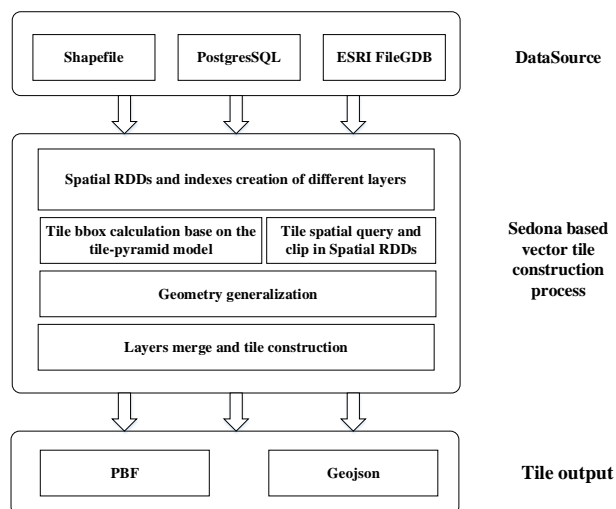 Shapefile
PostgresSQL
ESRI FileGDB
DataSource
Spatial RDDs and indexes creation of different layers
Tile bbox calculation base on the
tile-pyramid model
Tile spatial query and
clip in Spatial RDDs
Geometry generalization
Layers merge and tile construction
Sedona based
vector tile
construction
process
PBF
Geojson
Tile output